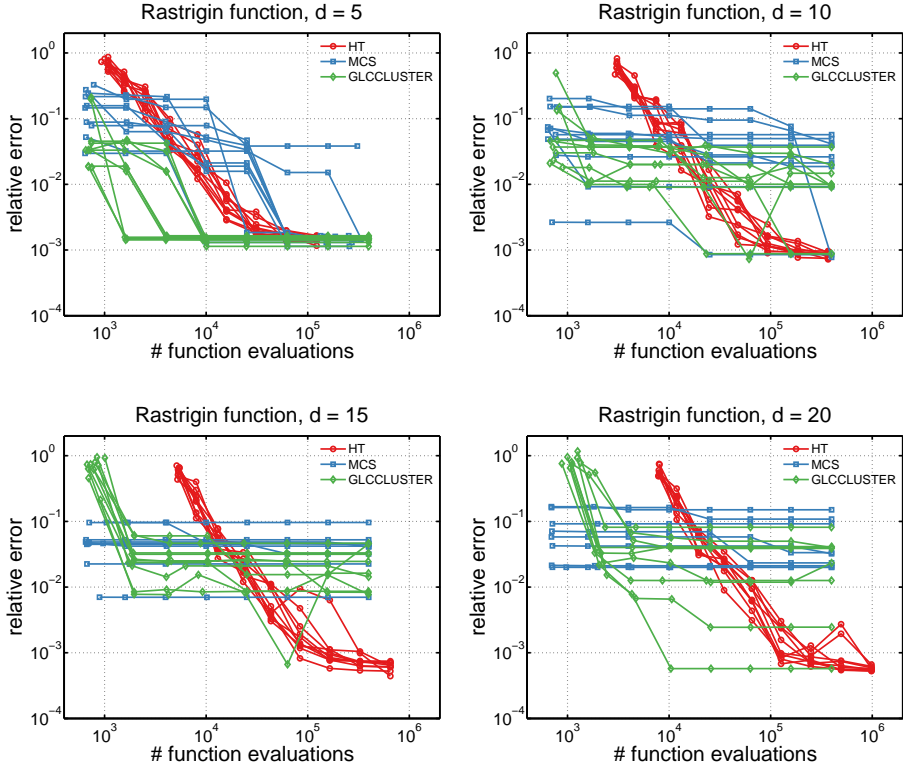 Rastrigin function, d = 5
10^0
10^-1
10^-2
10^-3
10^-4
relative error
HT
MCS
GLCCLUSTER
10^3
10^4
10^5
10^6
# function evaluations
Rastrigin function, d = 10
10^0
10^-1
10^-2
10^-3
10^-4
relative error
HT
MCS
GLCCLUSTER
10^3
10^4
10^5
10^6
# function evaluations
Rastrigin function, d = 15
10^0
10^-1
10^-2
10^-3
10^-4
relative error
HT
MCS
GLCCLUSTER
10^3
10^4
10^5
10^6
# function evaluations
Rastrigin function, d = 20
10^0
10^-1
10^-2
10^-3
10^-4
relative error
HT
MCS
GLCCLUSTER
10^3
10^4
10^5
10^6
# function evaluations